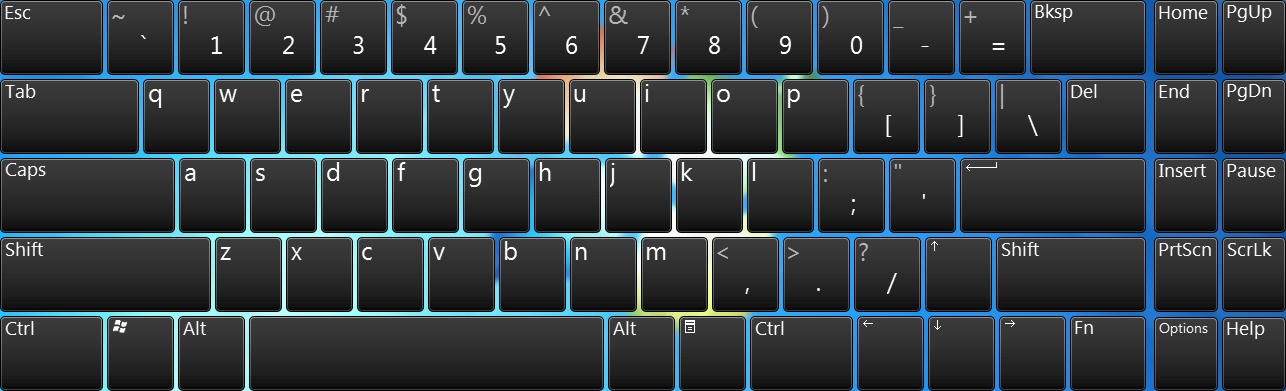 Esc ~ ` ! 1 @ 2 # 3 $ 4 % 5 ^ 6 & 7 * 8 ( 9 ) 0 _ - + = Bksp Home PgUp
Tab q w e r t y u i o p { [ } ] | \ Del End PgDn
Caps a s d f g h j k l : ; " ' Insert Pause
Shift z x c v b n m < , > . ? / ↑ Shift PrtScn ScrLk
Ctrl Alt Alt Ctrl ← ↓ → Fn Options Help